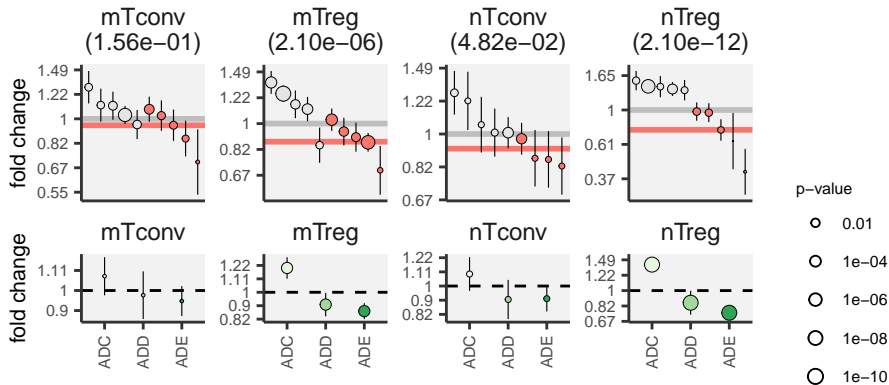 mTconv
(1.56e−01)
mTreg
(2.10e−06)
nTconv
(4.82e−02)
nTreg
(2.10e−12)
fold change
1.49
1.22
1
0.82
0.67
0.55
1.49
1.22
1
0.82
0.67
1.49
1.22
1
0.82
0.67
1.65
1
0.61
0.37
mTconv
mTreg
nTconv
nTreg
fold change
1.11
1
0.9
1.22
1.11
1
0.9
0.82
1.22
1.11
1
0.9
0.82
1.49
1.22
1
0.82
0.67
ADC
ADD
ADE
ADC
ADD
ADE
ADC
ADD
ADE
ADC
ADD
ADE
p−value
0.01
1e−04
1e−06
1e−08
1e−10